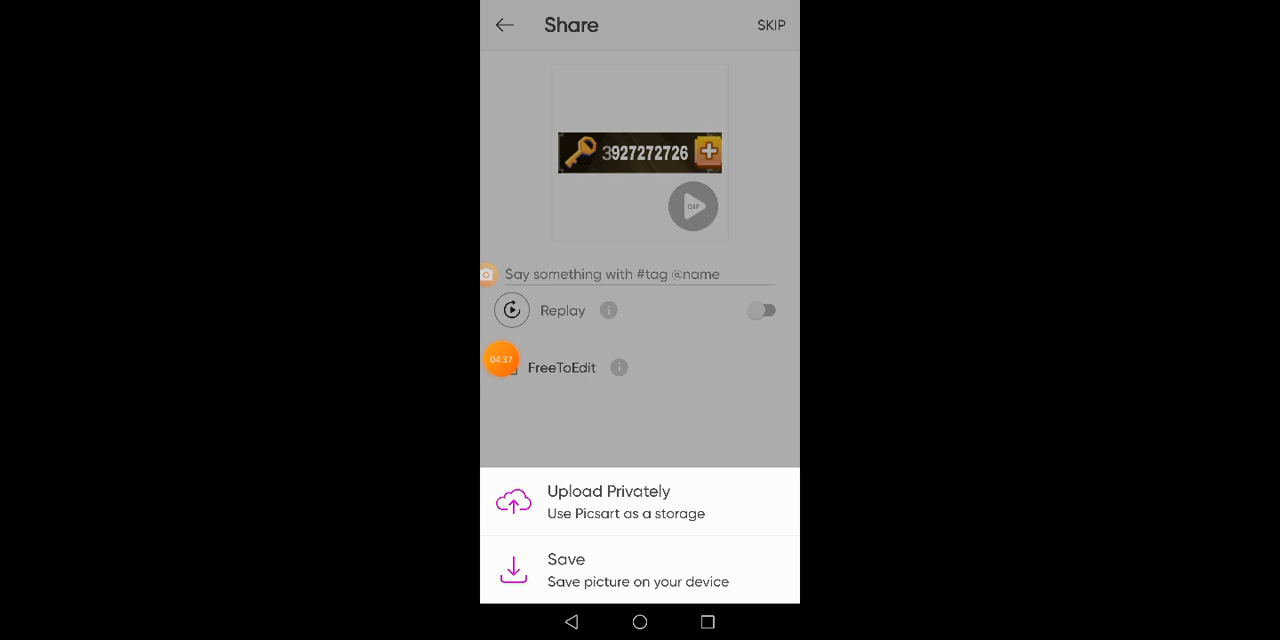 Share
SKIP
3927272726
GIF
Say something with #tag @name
Replay
04:37
FreeToEdit
Upload Privately
Use Picsart as a storage
Save
Save picture on your device